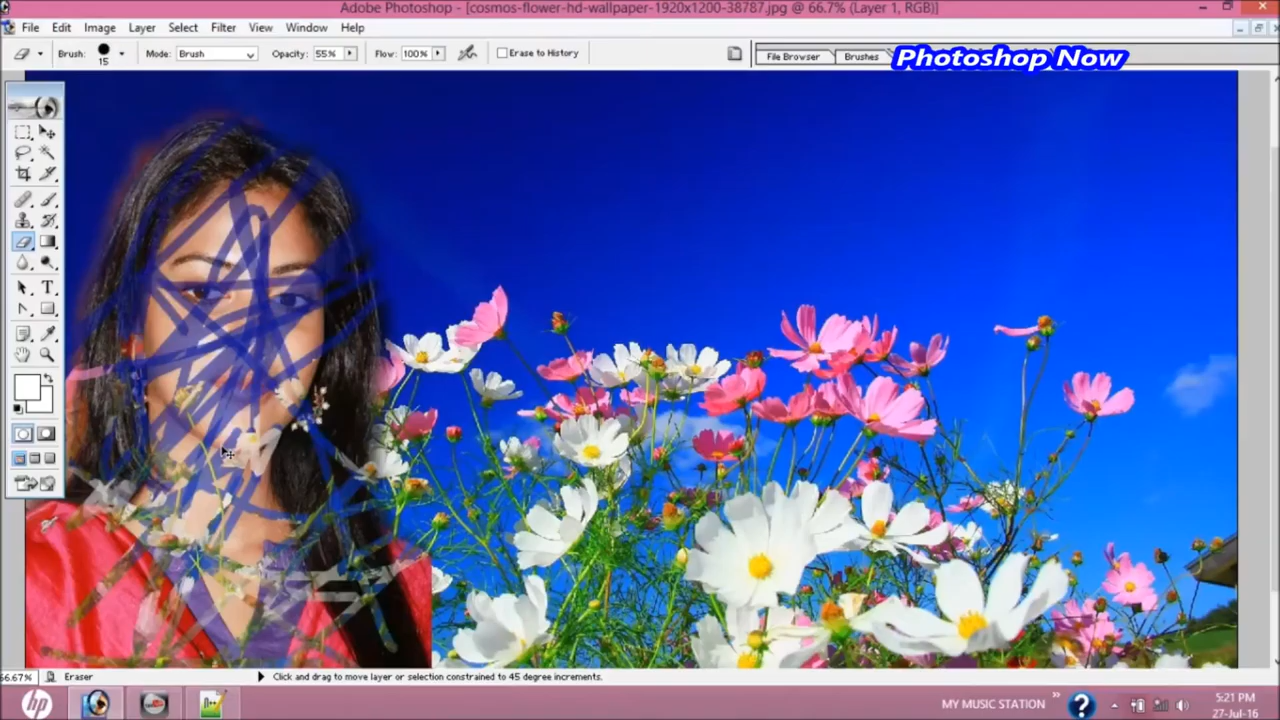 Adobe Photoshop - [cosmos-flower-hd-wallpaper-1920x1200-38787.jpg @ 66.7% (Layer 1, RGB)]
File Edit Image Layer Select Filter View Window Help
Brush: 15 Mode: Brush Opacity: 55% Flow: 100% Erase to History File Browser Brushes
Photoshop Now
66.67% Eraser Click and drag to move layer or selection constrained to 45 degree increments.
MY MUSIC STATION
5:21 PM
27-Jul-16